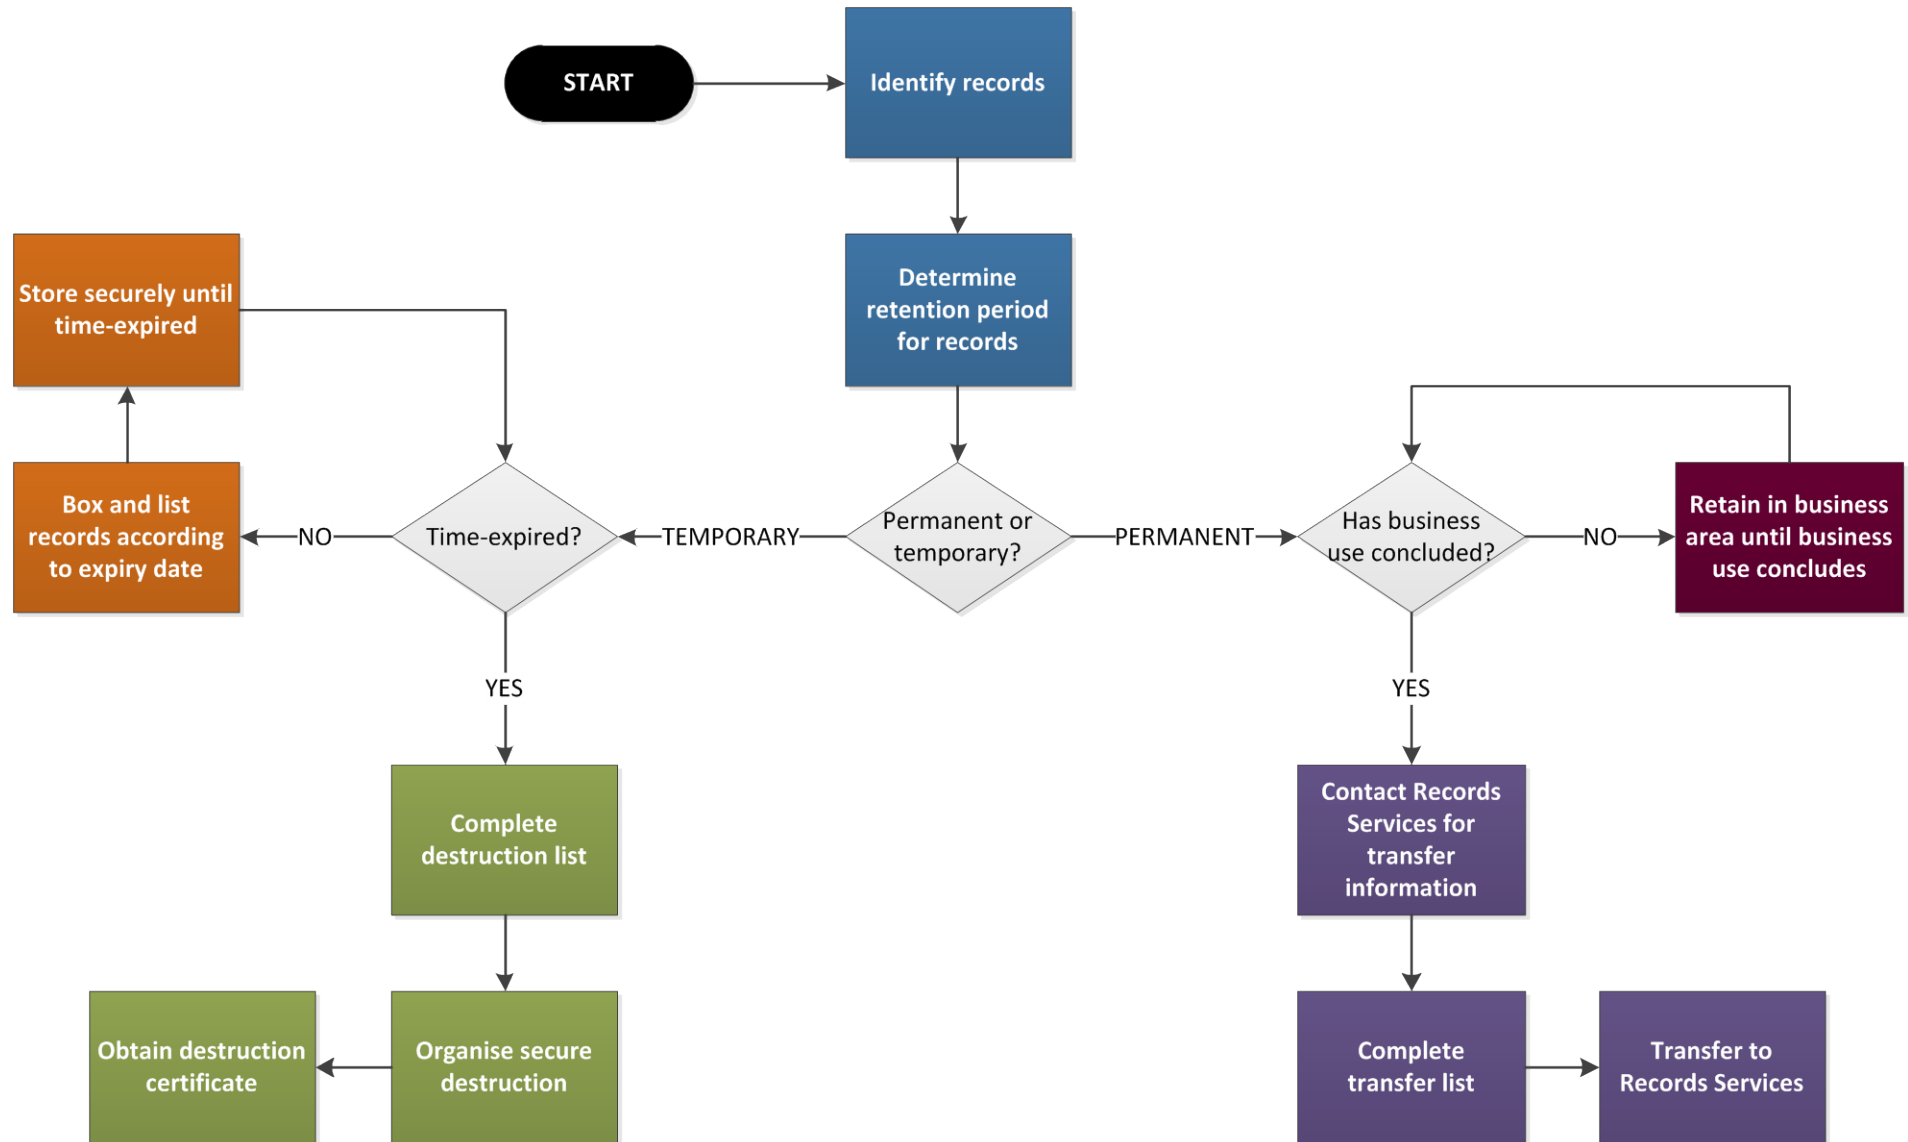 START
Identify records
Store securely until
time-expired
Determine
retention period
for records
Box and list
records according
to expiry date
NO
Time-expired?
TEMPORARY
Permanent or
temporary?
PERMANENT
Has business
use concluded?
NO
Retain in business
area until business
use concludes
YES
YES
Complete
destruction list
Contact Records
Services for
transfer
information
Obtain destruction
certificate
Organise secure
destruction
Complete
transfer list
Transfer to
Records Services